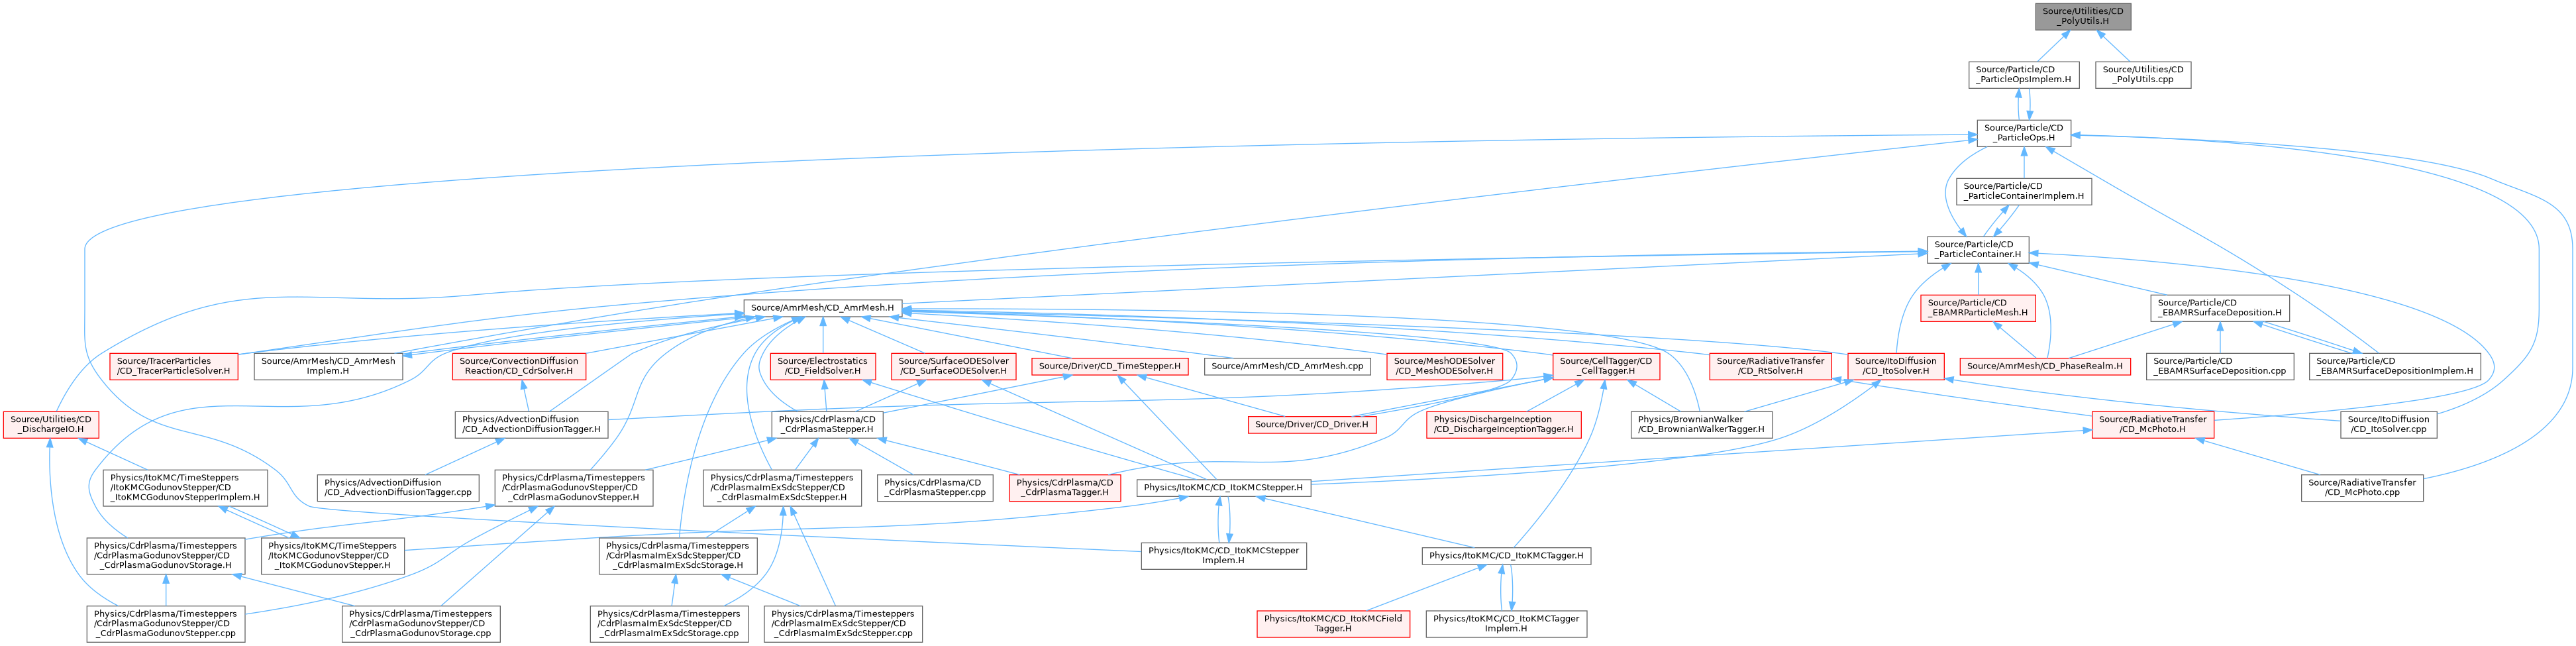 Source/Utilities/CD
_PolyUtils.H
Source/Particle/CD
_ParticleOpsImplem.H
Source/Utilities/CD
_PolyUtils.cpp
Source/Particle/CD
_ParticleOps.H
Source/Particle/CD
_ParticleContainerImplem.H
Source/Particle/CD
_ParticleContainer.H
Source/AmrMesh/CD_AmrMesh.H
Source/Particle/CD
_EBAMRParticleMesh.H
Source/Particle/CD
_EBAMRSurfaceDeposition.H
Source/TracerParticles
/CD_TracerParticleSolver.H
Source/AmrMesh/CD_AmrMesh
Implem.H
Source/ConvectionDiffusion
Reaction/CD_CdrSolver.H
Source/Electrostatics
/CD_FieldSolver.H
Source/SurfaceODESolver
/CD_SurfaceODESolver.H
Source/Driver/CD_TimeStepper.H
Source/AmrMesh/CD_AmrMesh.cpp
Source/MeshODESolver
/CD_MeshODESolver.H
Source/CellTagger/CD
_CellTagger.H
Source/RadiativeTransfer
/CD_RtSolver.H
Source/ItoDiffusion
/CD_ItoSolver.H
Source/AmrMesh/CD_PhaseRealm.H
Source/Particle/CD
_EBAMRSurfaceDeposition.cpp
Source/Particle/CD
_EBAMRSurfaceDepositionImplem.H
Source/Utilities/CD
_DischargeIO.H
Physics/AdvectionDiffusion
/CD_AdvectionDiffusionTagger.H
Physics/CdrPlasma/CD
_CdrPlasmaStepper.H
Source/Driver/CD_Driver.H
Physics/DischargeInception
/CD_DischargeInceptionTagger.H
Physics/BrownianWalker
/CD_BrownianWalkerTagger.H
Source/RadiativeTransfer
/CD_McPhoto.H
Source/ItoDiffusion
/CD_ItoSolver.cpp
Physics/ItoKMC/TimeSteppers
/ItoKMCGodunovStepper/CD
_ItoKMCGodunovStepperImplem.H
Physics/AdvectionDiffusion
/CD_AdvectionDiffusionTagger.cpp
Physics/CdrPlasma/Timesteppers
/CdrPlasmaGodunovStepper/CD
_CdrPlasmaGodunovStepper.H
Physics/CdrPlasma/Timesteppers
/CdrPlasmaImExSdcStepper/CD
_CdrPlasmaImExSdcStepper.H
Physics/CdrPlasma/CD
_CdrPlasmaStepper.cpp
Physics/CdrPlasma/CD
_CdrPlasmaTagger.H
Physics/ItoKMC/CD_ItoKMCStepper.H
Source/RadiativeTransfer
/CD_McPhoto.cpp
Physics/CdrPlasma/Timesteppers
/CdrPlasmaGodunovStepper/CD
_CdrPlasmaGodunovStorage.H
Physics/ItoKMC/TimeSteppers
/ItoKMCGodunovStepper/CD
_ItoKMCGodunovStepper.H
Physics/CdrPlasma/Timesteppers
/CdrPlasmaImExSdcStepper/CD
_CdrPlasmaImExSdcStorage.H
Physics/ItoKMC/CD_ItoKMCStepper
Implem.H
Physics/ItoKMC/CD_ItoKMCTagger.H
Physics/CdrPlasma/Timesteppers
/CdrPlasmaGodunovStepper/CD
_CdrPlasmaGodunovStepper.cpp
Physics/CdrPlasma/Timesteppers
/CdrPlasmaGodunovStepper/CD
_CdrPlasmaGodunovStorage.cpp
Physics/CdrPlasma/Timesteppers
/CdrPlasmaImExSdcStepper/CD
_CdrPlasmaImExSdcStorage.cpp
Physics/CdrPlasma/Timesteppers
/CdrPlasmaImExSdcStepper/CD
_CdrPlasmaImExSdcStepper.cpp
Physics/ItoKMC/CD_ItoKMCField
Tagger.H
Physics/ItoKMC/CD_ItoKMCTagger
Implem.H